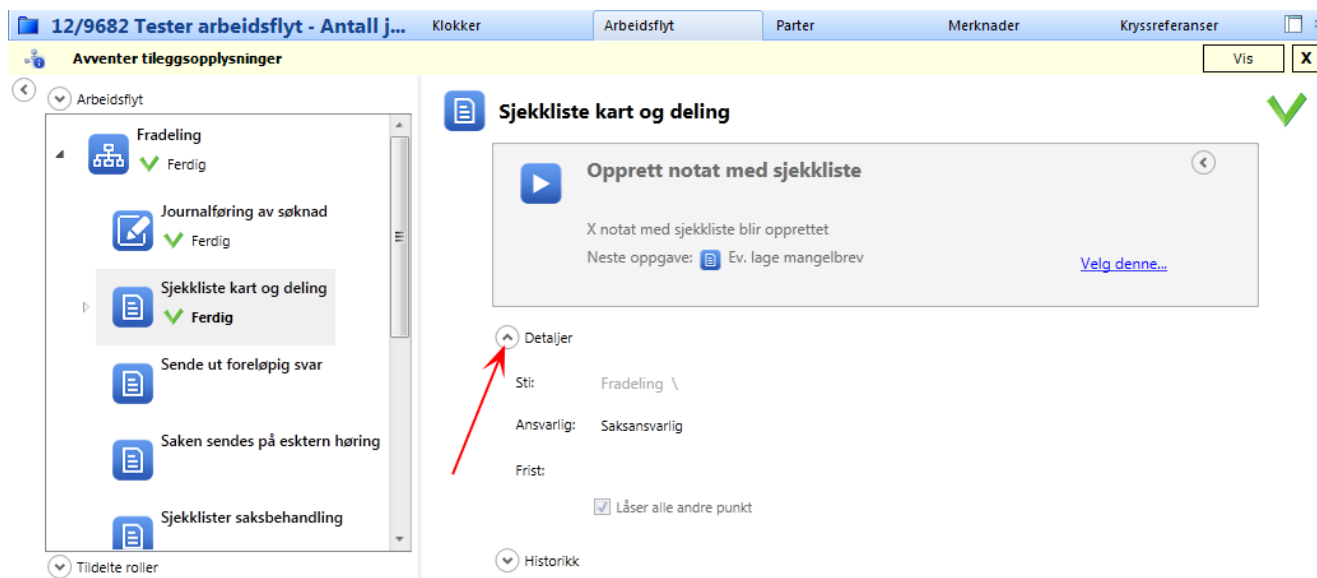 12/9682 Tester arbeidsflyt - Antall j...
Klokker
Arbeidsflyt
Parter
Merknader
Kryssreferanser
Avventer tileggsopplysninger
Vis
X
Arbeidsflyt
Fradeling
Ferdig
Journalføring av søknad
Ferdig
Sjekkliste kart og deling
Ferdig
Sende ut foreløpig svar
Saken sendes på esktern høring
Sjekklister saksbehandling
Tildelte roller
Sjekkliste kart og deling
Opprett notat med sjekkliste
X notat med sjekkliste blir opprettet
Neste oppgave: Ev. lage mangelbrev
Velg denne...
Detaljer
Sti: Fradeling \
Ansvarlig: Saksansvarlig
Frist:
Låser alle andre punkt
Historikk